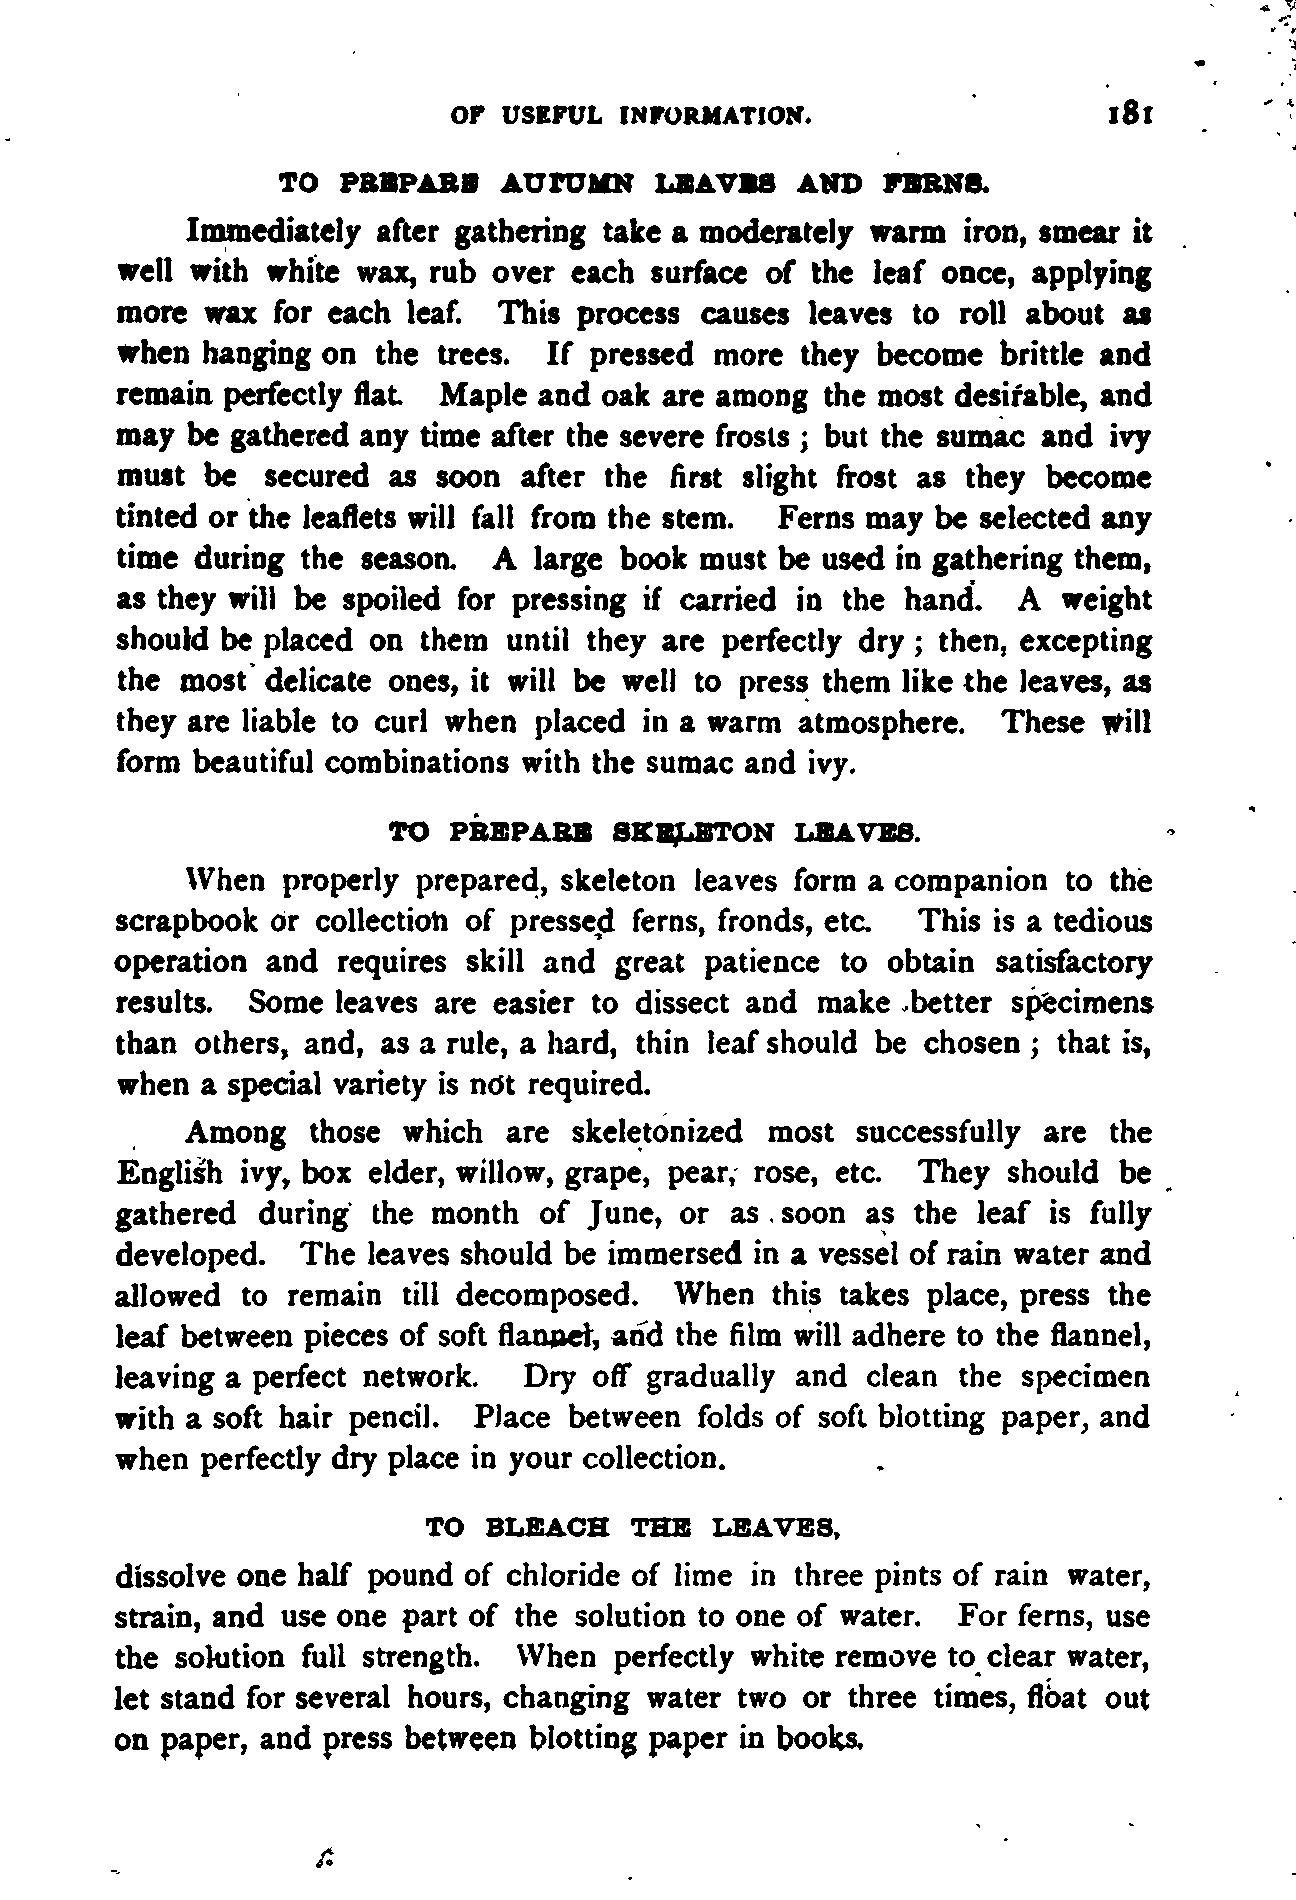 OF USEFUL INFORMATION. 181
TO PREPARE AUTUMN LEAVES AND FERNS.
Immediately after gathering take a moderately warm iron, smear it
well with white wax, rub over each surface of the leaf once, applying
more wax for each leaf. This process causes leaves to roll about as
when hanging on the trees. If pressed more they become brittle and
remain perfectly flat. Maple and oak are among the most desirable, and
may be gathered any time after the severe frosts ; but the sumac and ivy
must be secured as soon after the first slight frost as they become
tinted or the leaflets will fall from the stem. Ferns may be selected any
time during the season. A large book must be used in gathering them,
as they will be spoiled for pressing if carried in the hand. A weight
should be placed on them until they are perfectly dry ; then, excepting
the most delicate ones, it will be well to press them like the leaves, as
they are liable to curl when placed in a warm atmosphere. These will
form beautiful combinations with the sumac and ivy.
TO PREPARE SKELETON LEAVES.
When properly prepared, skeleton leaves form a companion to the
scrapbook or collection of pressed ferns, fronds, etc. This is a tedious
operation and requires skill and great patience to obtain satisfactory
results. Some leaves are easier to dissect and make better specimens
than others, and, as a rule, a hard, thin leaf should be chosen ; that is,
when a special variety is not required.
Among those which are skeletonized most successfully are the
English ivy, box elder, willow, grape, pear, rose, etc. They should be
gathered during the month of June, or as soon as the leaf is fully
developed. The leaves should be immersed in a vessel of rain water and
allowed to remain till decomposed. When this takes place, press the
leaf between pieces of soft flannel, and the film will adhere to the flannel,
leaving a perfect network. Dry off gradually and clean the specimen
with a soft hair pencil. Place between folds of soft blotting paper, and
when perfectly dry place in your collection.
TO BLEACH THE LEAVES,
dissolve one half pound of chloride of lime in three pints of rain water,
strain, and use one part of the solution to one of water. For ferns, use
the solution full strength. When perfectly white remove to clear water,
let stand for several hours, changing water two or three times, float out
on paper, and press between blotting paper in books.